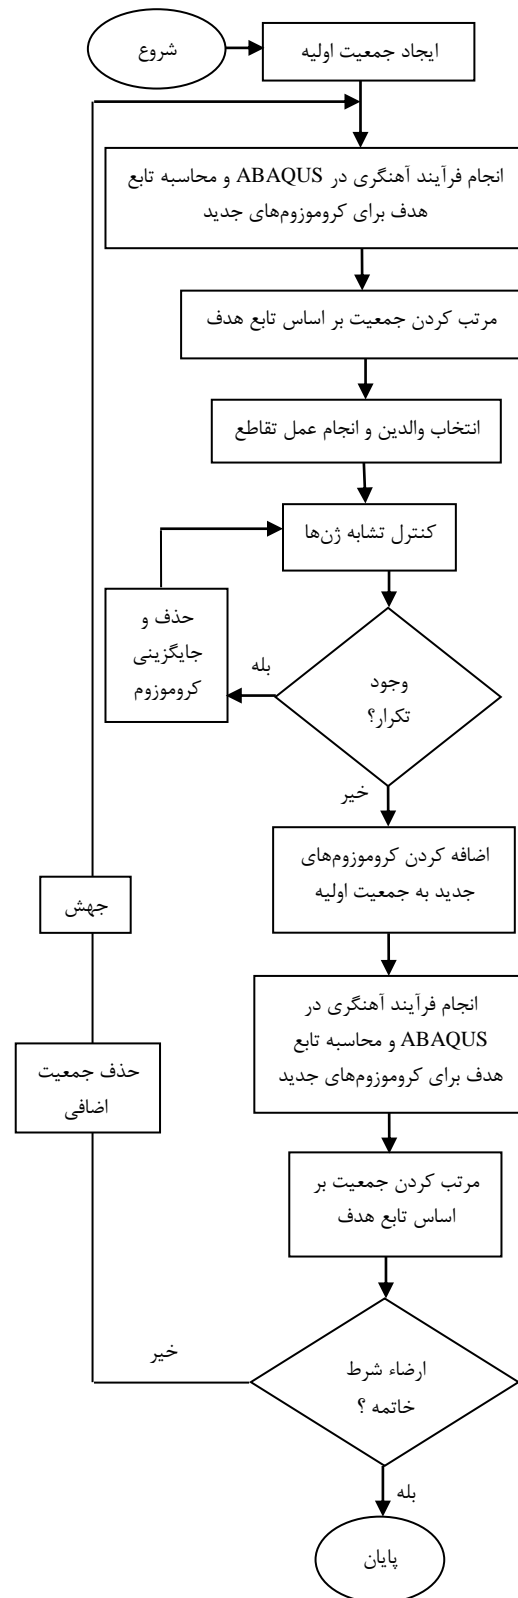 شروع
ایجاد جمعیت اولیه
انجام فرآیند آهنگری در ABAQUS و محاسبه تابع
هدف برای کروموزوم‌های جدید
مرتب کردن جمعیت بر اساس تابع هدف
انتخاب والدین و انجام عمل تقاطع
کنترل تشابه ژن‌ها
حذف و
جایگزینی
کروموزوم
بله
وجود
تکرار؟
خیر
اضافه کردن کروموزوم‌های
جدید به جمعیت اولیه
جهش
انجام فرآیند آهنگری در
ABAQUS و محاسبه تابع
هدف برای کروموزوم‌های جدید
حذف جمعیت
اضافی
مرتب کردن جمعیت بر
اساس تابع هدف
خیر
ارضاء شرط
خاتمه ؟
بله
پایان